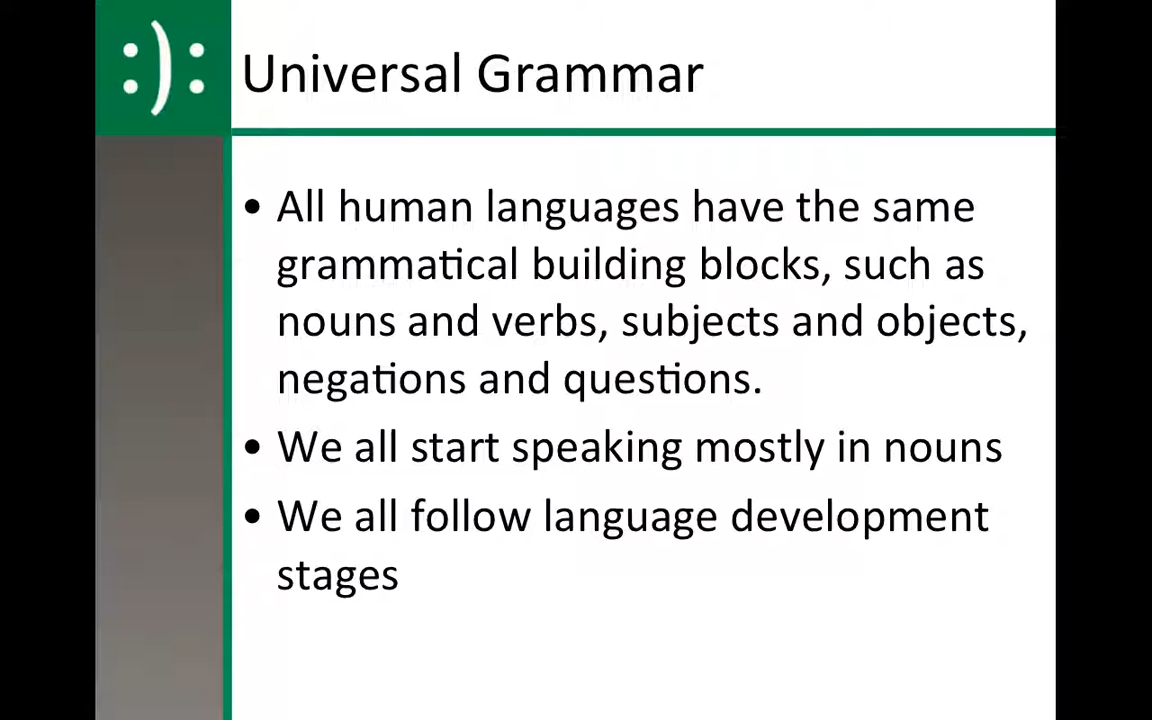 :):
Universal Grammar
• All human languages have the same
grammatical building blocks, such as
nouns and verbs, subjects and objects,
negations and questions.
• We all start speaking mostly in nouns
• We all follow language development
stages